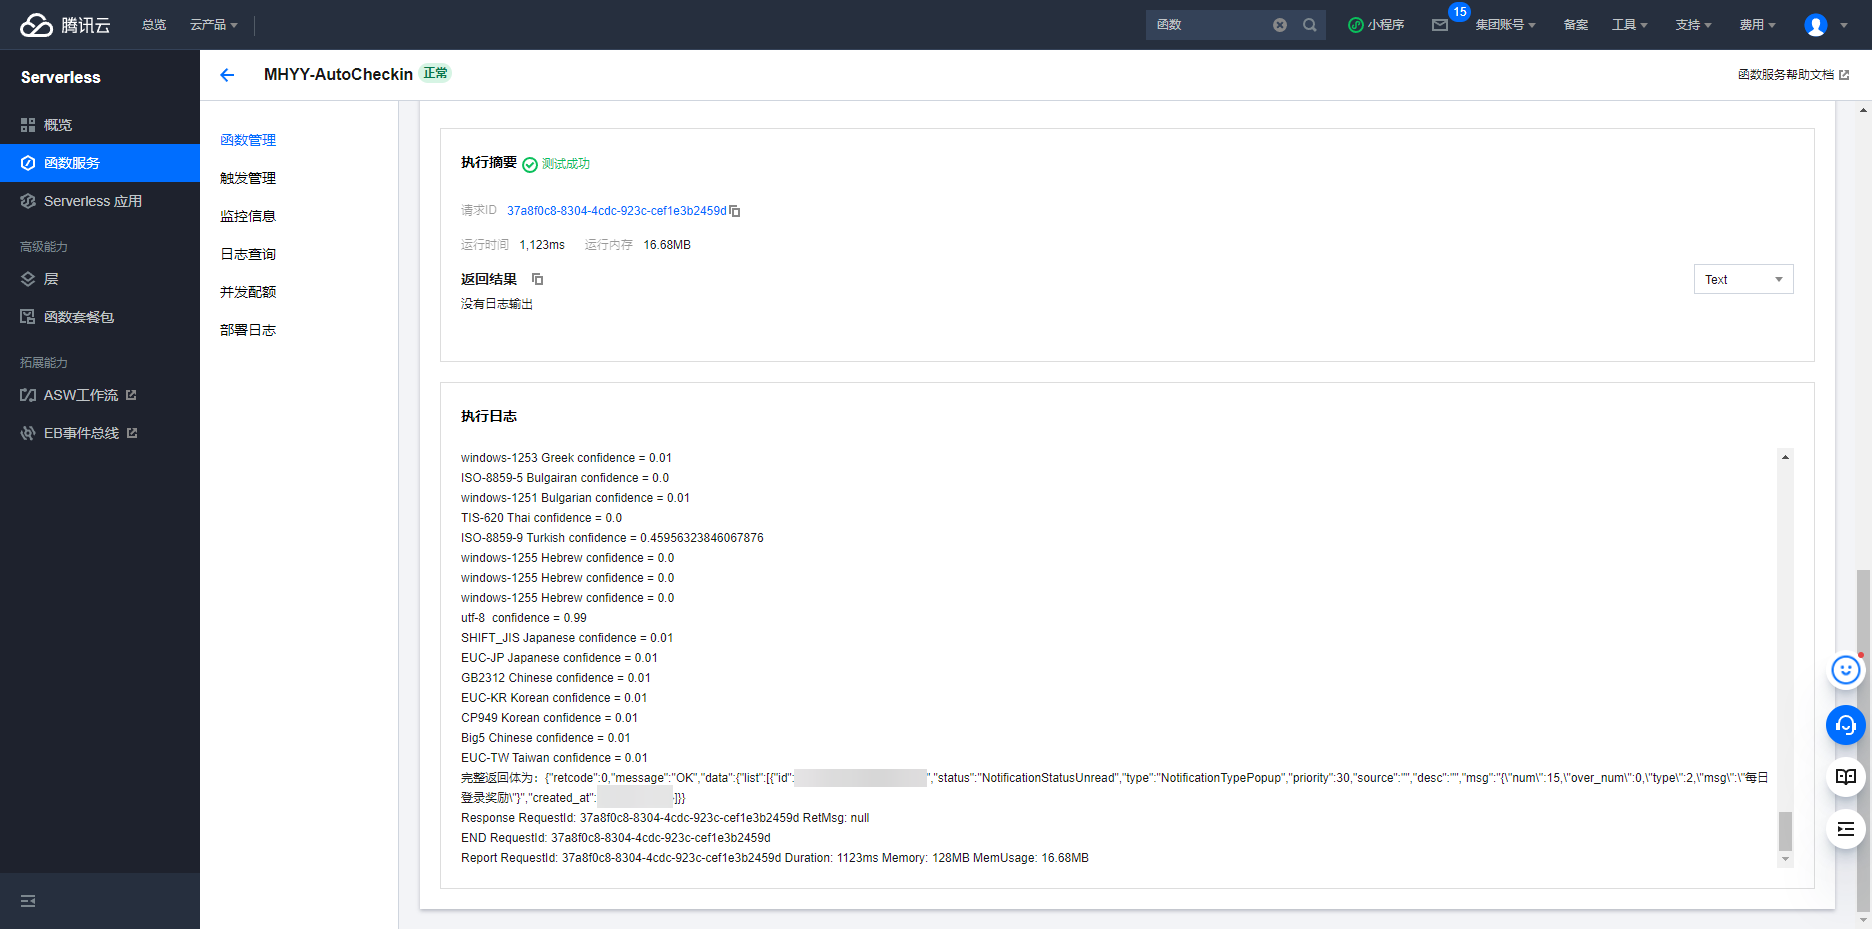 腾讯云 总览 云产品 函数 小程序 15 集团账号 备案 工具 支持 费用
Serverless
概览
函数服务
Serverless 应用
高级能力
层
函数套餐包
拓展能力
ASW工作流
EB事件总线
MHYY-AutoCheckin 正常 函数服务帮助文档
函数管理
触发管理
监控信息
日志查询
并发配额
部署日志
执行摘要 测试成功
请求ID 37a8f0c8-8304-4cdc-923c-cef1e3b2459d
运行时间 1,123ms 运行内存 16.68MB
返回结果 Text
没有日志输出
执行日志
windows-1253 Greek confidence = 0.01
ISO-8859-5 Bulgairan confidence = 0.0
windows-1251 Bulgarian confidence = 0.01
TIS-620 Thai confidence = 0.0
ISO-8859-9 Turkish confidence = 0.45956323846067876
windows-1255 Hebrew confidence = 0.0
windows-1255 Hebrew confidence = 0.0
windows-1255 Hebrew confidence = 0.0
utf-8  confidence = 0.99
SHIFT_JIS Japanese confidence = 0.01
EUC-JP Japanese confidence = 0.01
GB2312 Chinese confidence = 0.01
EUC-KR Korean confidence = 0.01
CP949 Korean confidence = 0.01
Big5 Chinese confidence = 0.01
EUC-TW Taiwan confidence = 0.01
完整返回体为：{"retcode":0,"message":"OK","data":{"list":[{"id": ","status":"NotificationStatusUnread","type":"NotificationTypePopup","priority":30,"source":"","desc":"","msg":"{\"num\":15,\"over_num\":0,\"type\":2,\"msg\":\"每日
登录奖励\"}","created_at": ]}}
Response RequestId: 37a8f0c8-8304-4cdc-923c-cef1e3b2459d RetMsg: null
END RequestId: 37a8f0c8-8304-4cdc-923c-cef1e3b2459d
Report RequestId: 37a8f0c8-8304-4cdc-923c-cef1e3b2459d Duration: 1123ms Memory: 128MB MemUsage: 16.68MB